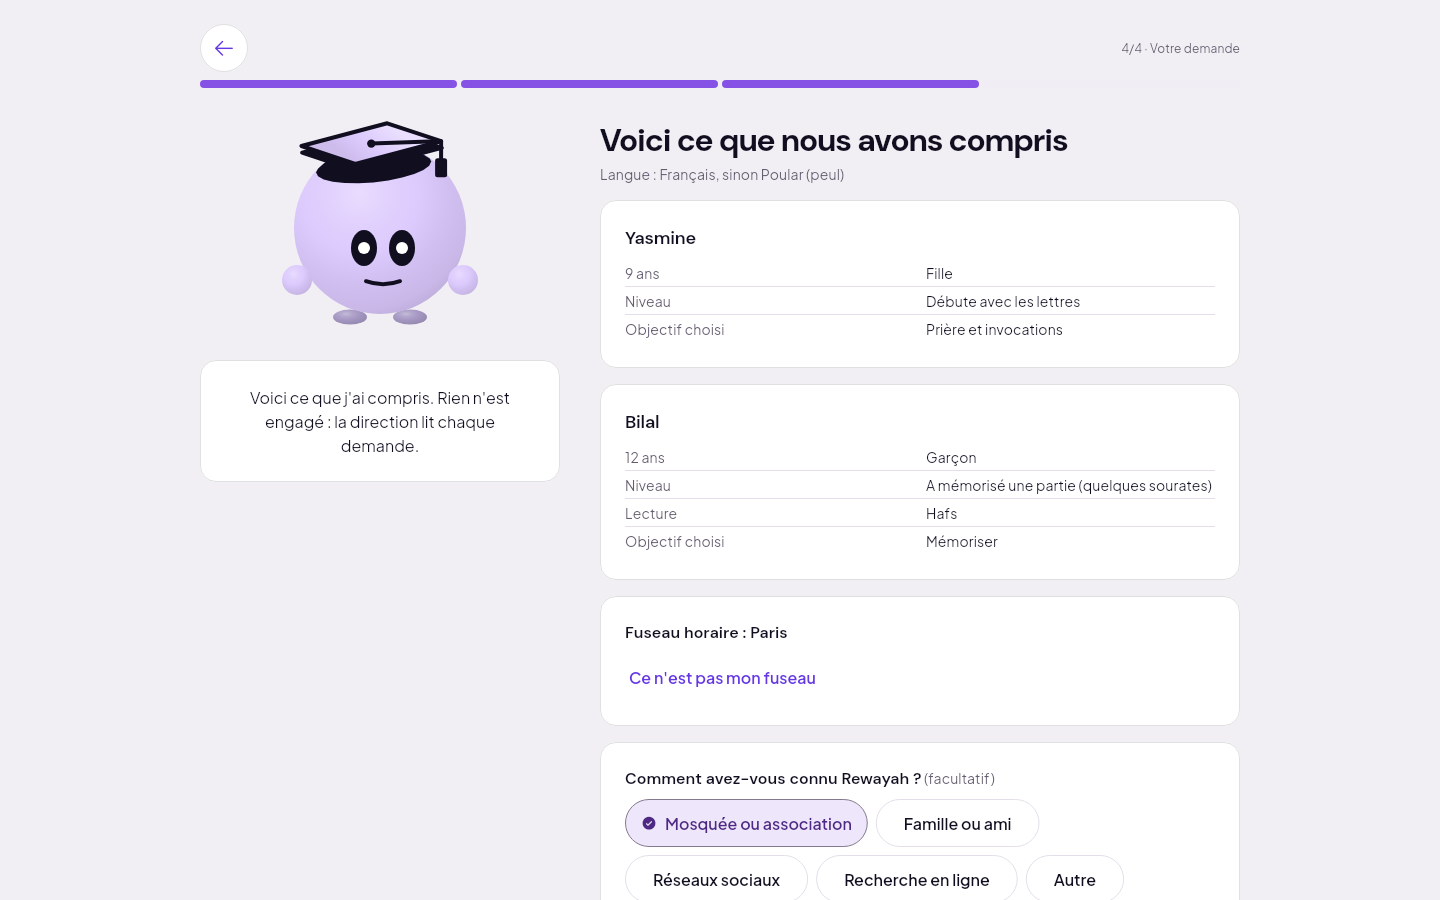 4/4 · Votre demande
Voici ce que nous avons compris
Langue : Français, sinon Poular (peul)
Voici ce que j'ai compris. Rien n'est
engagé : la direction lit chaque
demande.
Yasmine
9 ans Fille
Niveau Débute avec les lettres
Objectif choisi Prière et invocations
Bilal
12 ans Garçon
Niveau A mémorisé une partie (quelques sourates)
Lecture Hafs
Objectif choisi Mémoriser
Fuseau horaire : Paris
Ce n'est pas mon fuseau
Comment avez-vous connu Rewayah ? (facultatif)
Mosquée ou association Famille ou ami
Réseaux sociaux Recherche en ligne Autre